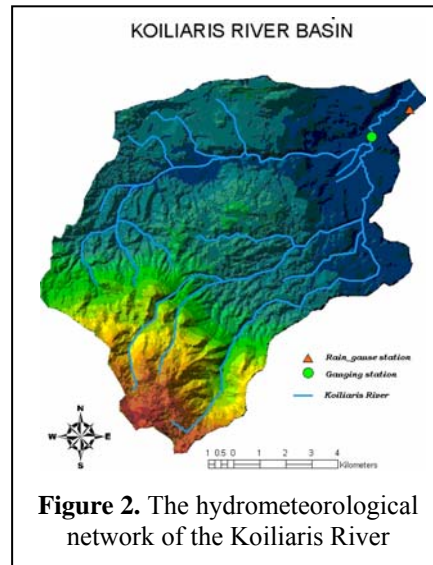 KOILIARIS RIVER BASIN
Rain_gause station
Gauging station
Koiliaris River
N
W E
S
1 0.5 0 1 2 3 4
Kilometers
Figure 2. The hydrometeorological
network of the Koiliaris River